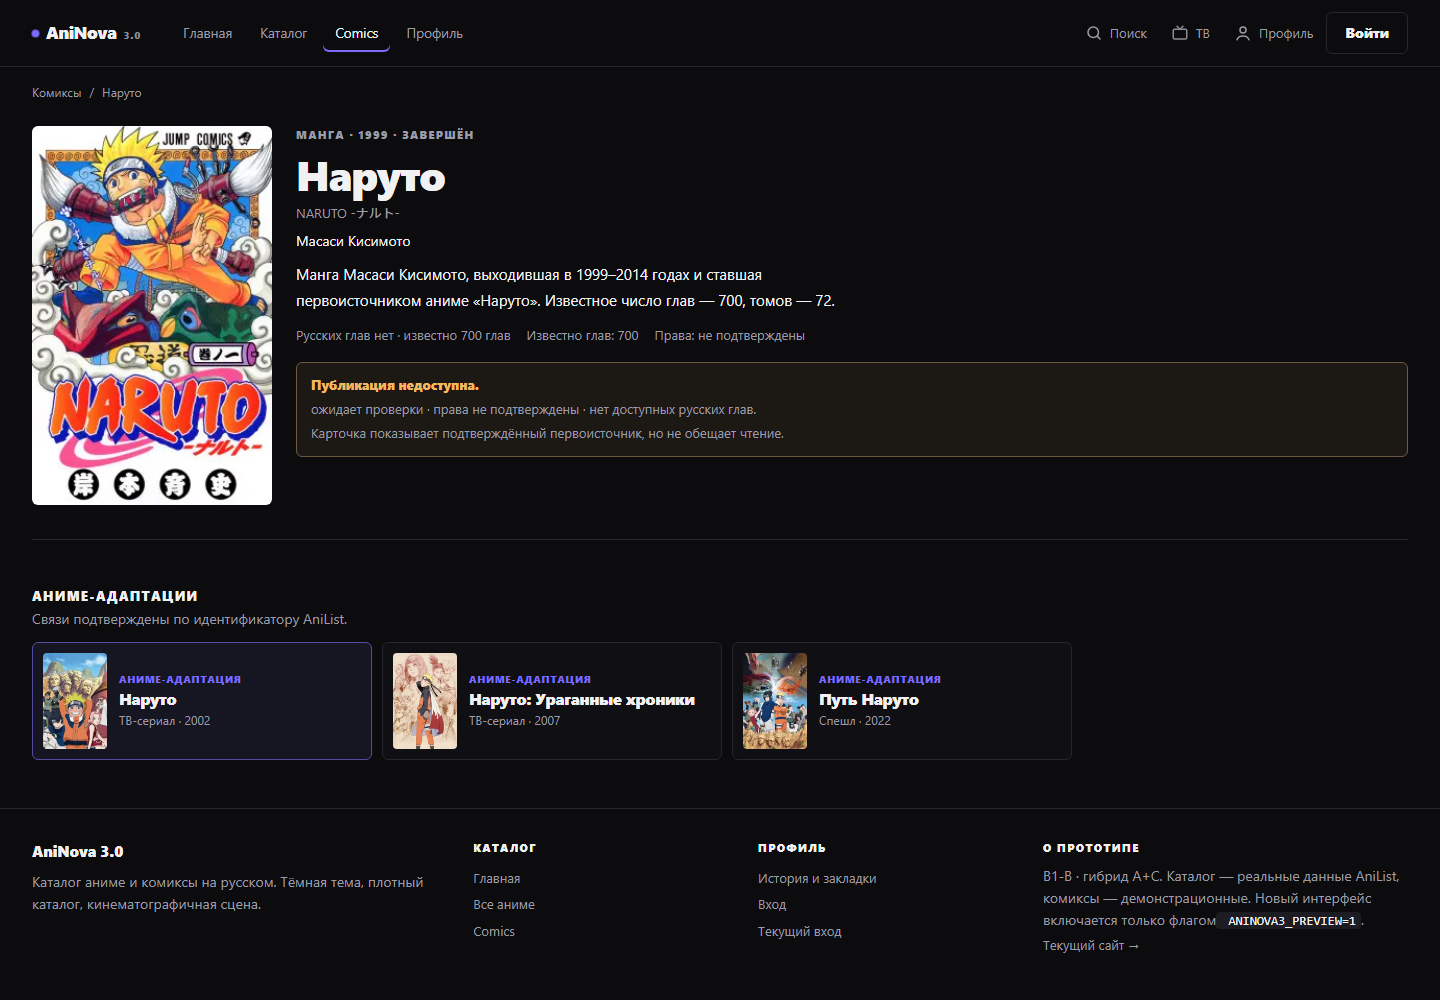 AniNova 3.0
Главная
Каталог
Comics
Профиль
Поиск
ТВ
Профиль
Войти
Комиксы / Наруто
JUMP COMICS
巻ノ一
NARUTO
-ナルト-
岸本斉史
МАНГА · 1999 · ЗАВЕРШЁН
Наруто
NARUTO -ナルト-
Масаси Кисимото
Манга Масаси Кисимото, выходившая в 1999–2014 годах и ставшая
первоисточником аниме «Наруто». Известное число глав — 700, томов — 72.
Русских глав нет · известно 700 глав
Известно глав: 700
Права: не подтверждены
Публикация недоступна.
ожидает проверки · права не подтверждены · нет доступных русских глав.
Карточка показывает подтверждённый первоисточник, но не обещает чтение.
АНИМЕ-АДАПТАЦИИ
Связи подтверждены по идентификатору AniList.
АНИМЕ-АДАПТАЦИЯ
Наруто
ТВ-сериал · 2002
АНИМЕ-АДАПТАЦИЯ
Наруто: Ураганные хроники
ТВ-сериал · 2007
АНИМЕ-АДАПТАЦИЯ
Путь Наруто
Спешл · 2022
AniNova 3.0
Каталог аниме и комиксы на русском. Тёмная тема, плотный
каталог, кинематографичная сцена.
КАТАЛОГ
Главная
Все аниме
Comics
ПРОФИЛЬ
История и закладки
Вход
Текущий вход
О ПРОТОТИПЕ
B1-B · гибрид A+C. Каталог — реальные данные AniList,
комиксы — демонстрационные. Новый интерфейс
включается только флагом ANINOVA3_PREVIEW=1.
Текущий сайт →